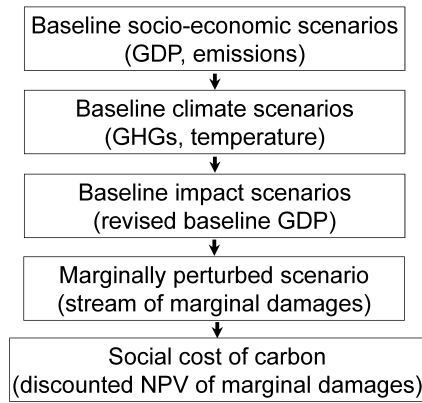 Baseline socio-economic scenarios
(GDP, emissions)
Baseline climate scenarios
(GHGs, temperature)
Baseline impact scenarios
(revised baseline GDP)
Marginally perturbed scenario
(stream of marginal damages)
Social cost of carbon
(discounted NPV of marginal damages)